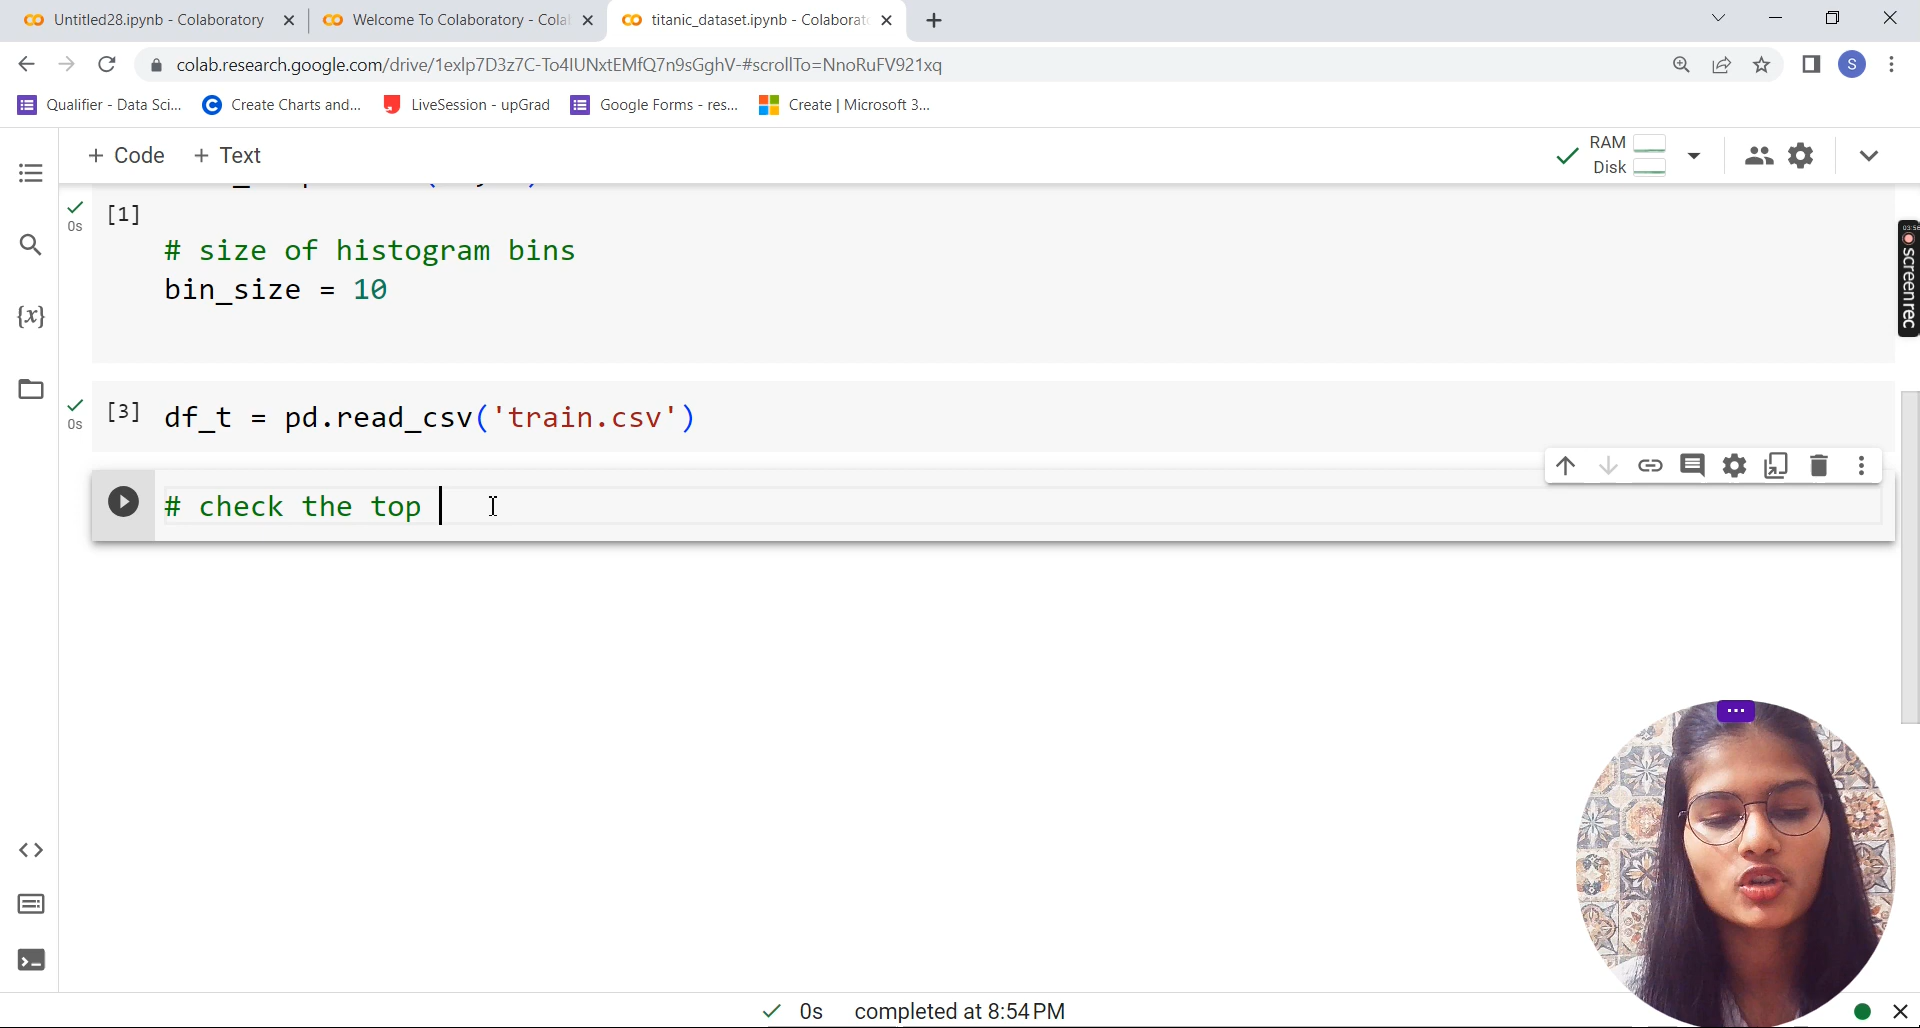 Untitled28.ipynb - Colaboratory
Welcome To Colaboratory - Cola
titanic_dataset.ipynb - Colaborat
colab.research.google.com/drive/1exlp7D3z7C-To4IUNxtEMfQ7n9sGghV-#scrollTo=NnoRuFV921xq
S
Qualifier - Data Sci...
Create Charts and...
LiveSession - upGrad
Google Forms - res...
Create | Microsoft 3...
+ Code + Text
RAM
Disk
[1]
0s
# size of histogram bins
bin_size = 10
{x}
03:56
screenrec
[3] df_t = pd.read_csv('train.csv')
0s
# check the top
0s completed at 8:54 PM